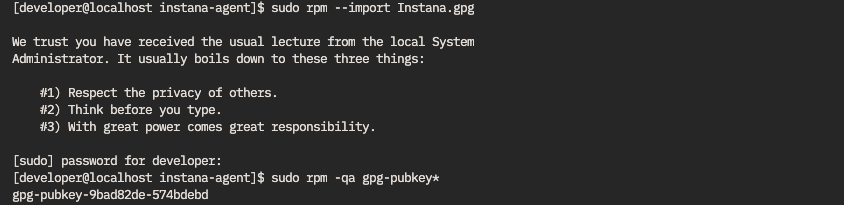 [developer@localhost instana-agent]$ sudo rpm --import Instana.gpg
We trust you have received the usual lecture from the local System
Administrator. It usually boils down to these three things:
#1) Respect the privacy of others.
#2) Think before you type.
#3) With great power comes great responsibility.
[sudo] password for developer:
[developer@localhost instana-agent]$ sudo rpm -qa gpg-pubkey*
gpg-pubkey-9bad82de-574bdebd